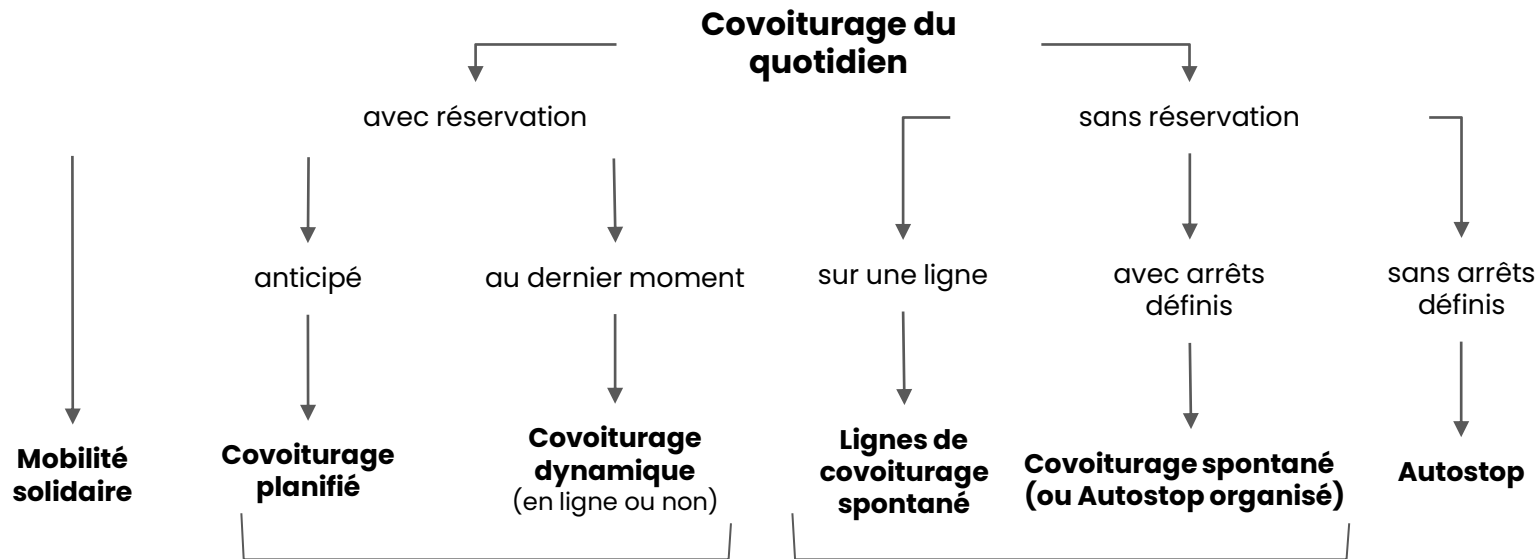 Covoiturage du
quotidien
avec réservation
sans réservation
anticipé
au dernier moment
sur une ligne
avec arrêts
définis
sans arrêts
définis
Mobilité
solidaire
Covoiturage
planifié
Covoiturage
dynamique
(en ligne ou non)
Lignes de
covoiturage
spontané
Covoiturage spontané
(ou Autostop organisé)
Autostop